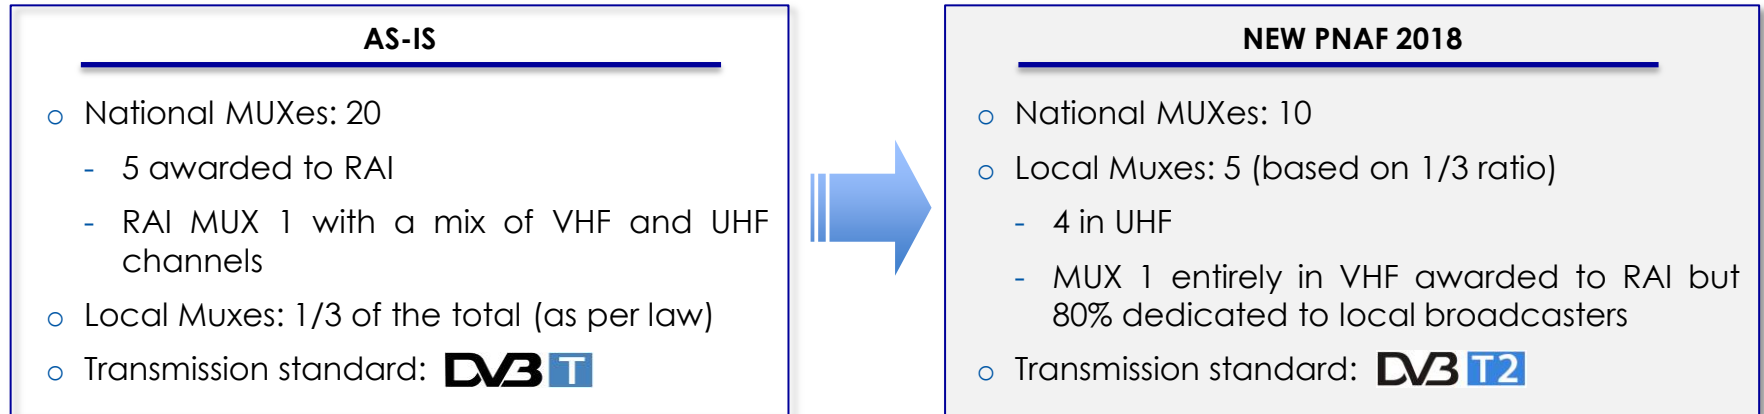 AS-IS
o National MUXes: 20
- 5 awarded to RAI
- RAI MUX 1 with a mix of VHF and UHF
channels
o Local Muxes: 1/3 of the total (as per law)
o Transmission standard: DVB T
NEW PNAF 2018
o National MUXes: 10
o Local Muxes: 5 (based on 1/3 ratio)
- 4 in UHF
- MUX 1 entirely in VHF awarded to RAI but
80% dedicated to local broadcasters
o Transmission standard: DVB T2